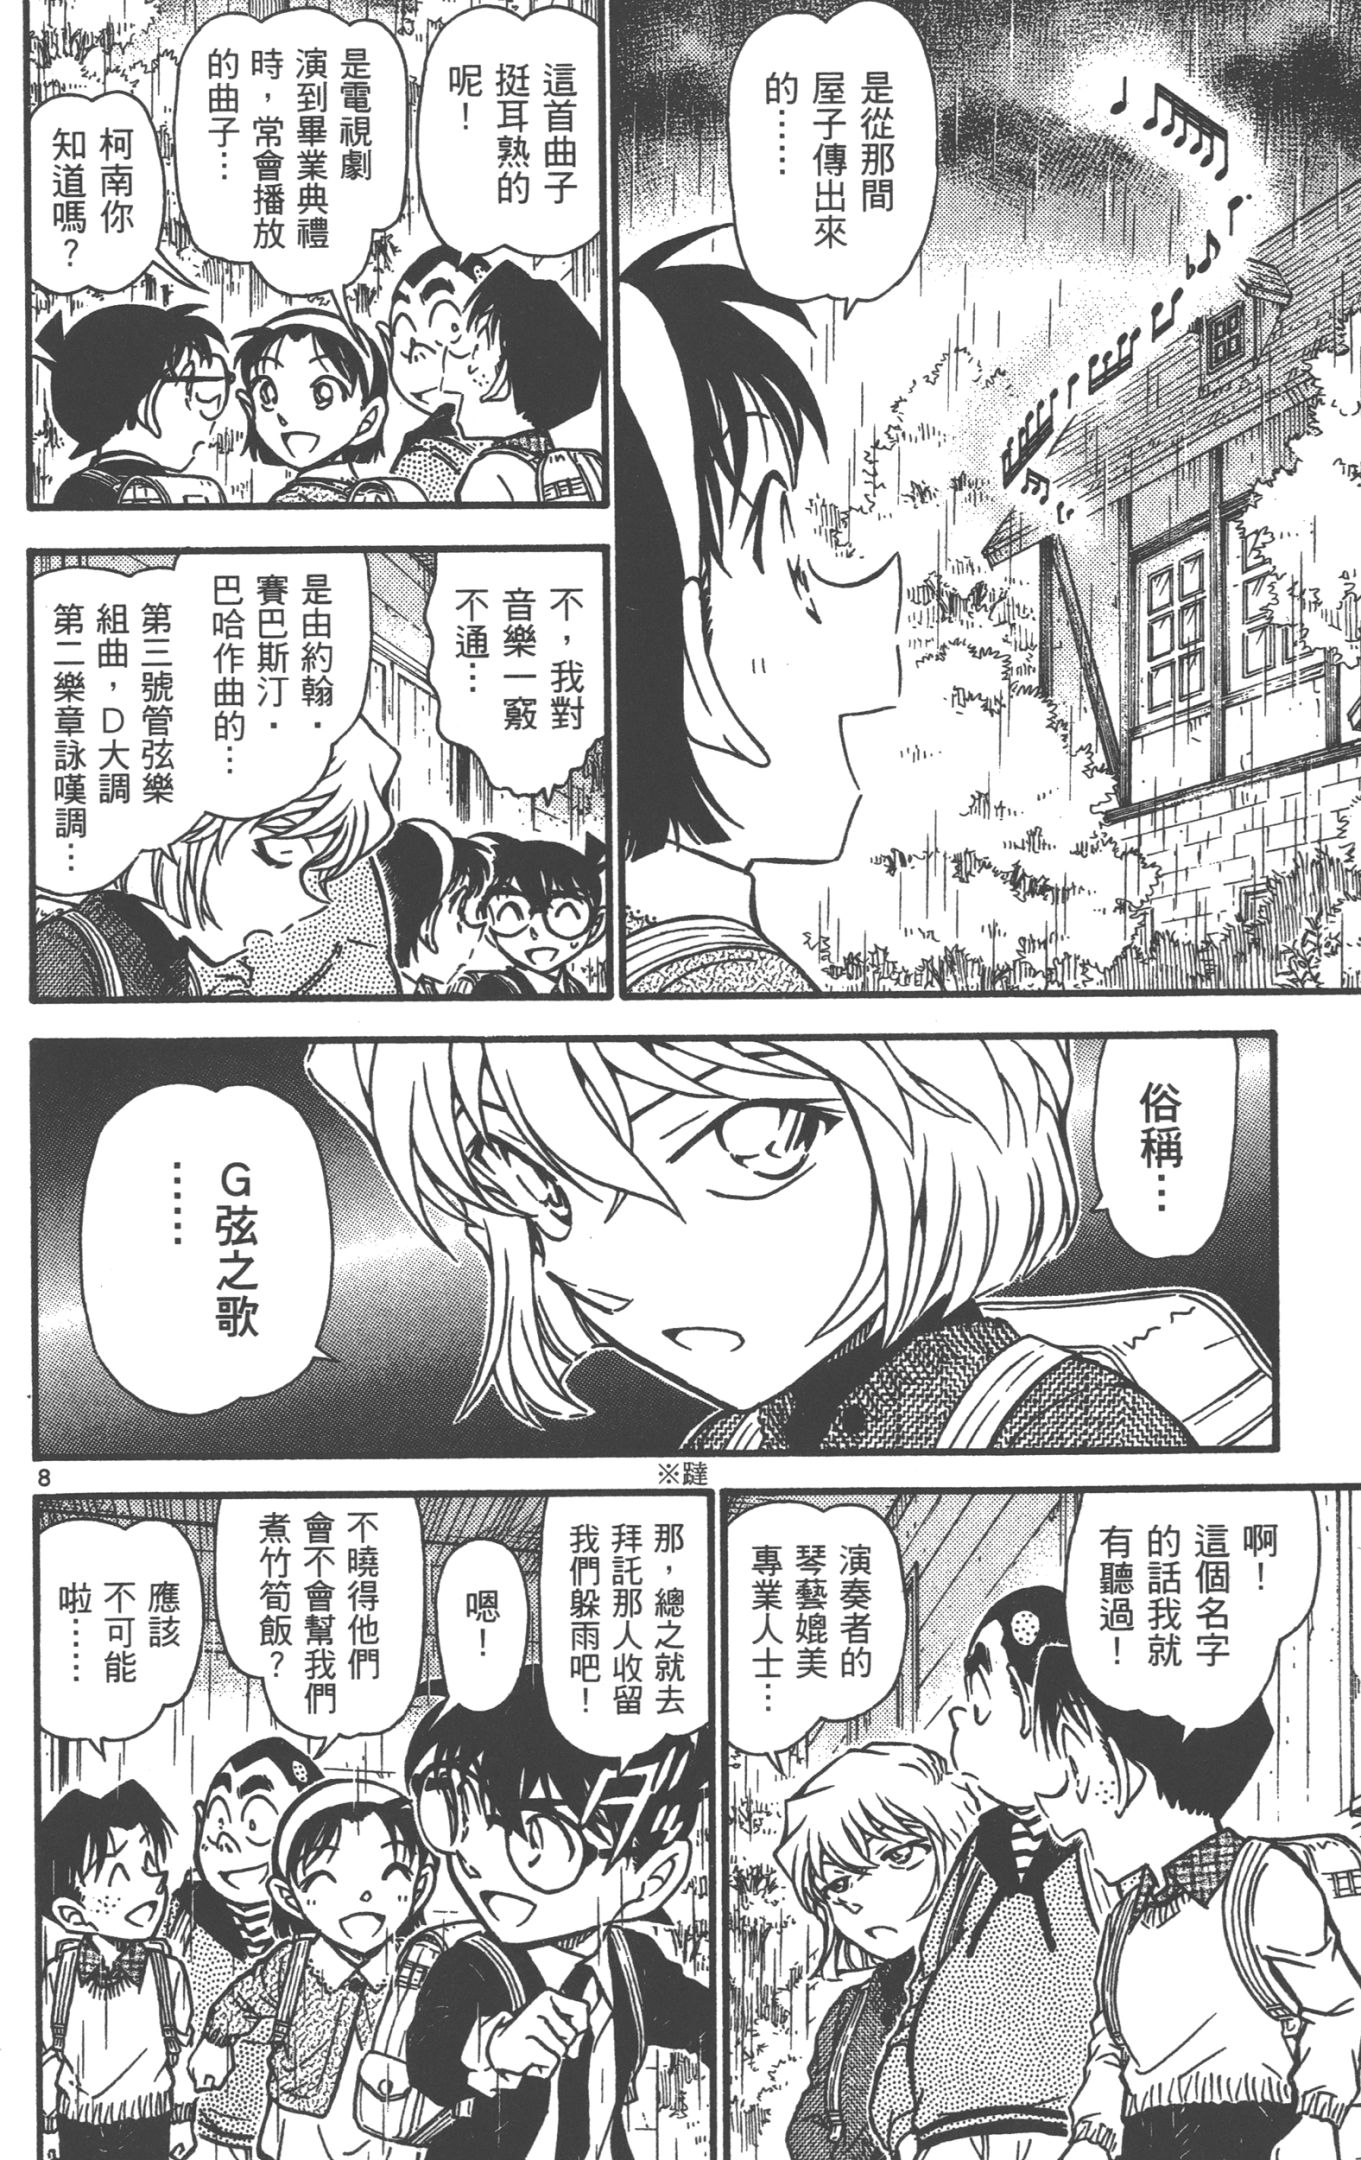 是從那間
屋子傳出來
的……
這首曲子
挺耳熟的
呢！
是電視劇
演到畢業典禮
時，常會播放
的曲子…
柯南你
知道嗎？
不，我對
音樂一竅
不通…
是由約翰．
賽巴斯汀．
巴哈作曲的…
第三號管弦樂
組曲，Ｄ大調
第二樂章詠嘆調…
俗稱…
G弦之歌
……
啊！
這個名字
的話我就
有聽過！
演奏者的
琴藝媲美
專業人士…
※躂
那，總之就去
拜託那人收留
我們躲雨吧！
ダッ
嗯！
不曉得他們
會不會幫我們
煮竹筍飯？
應該
不可能
啦……
8